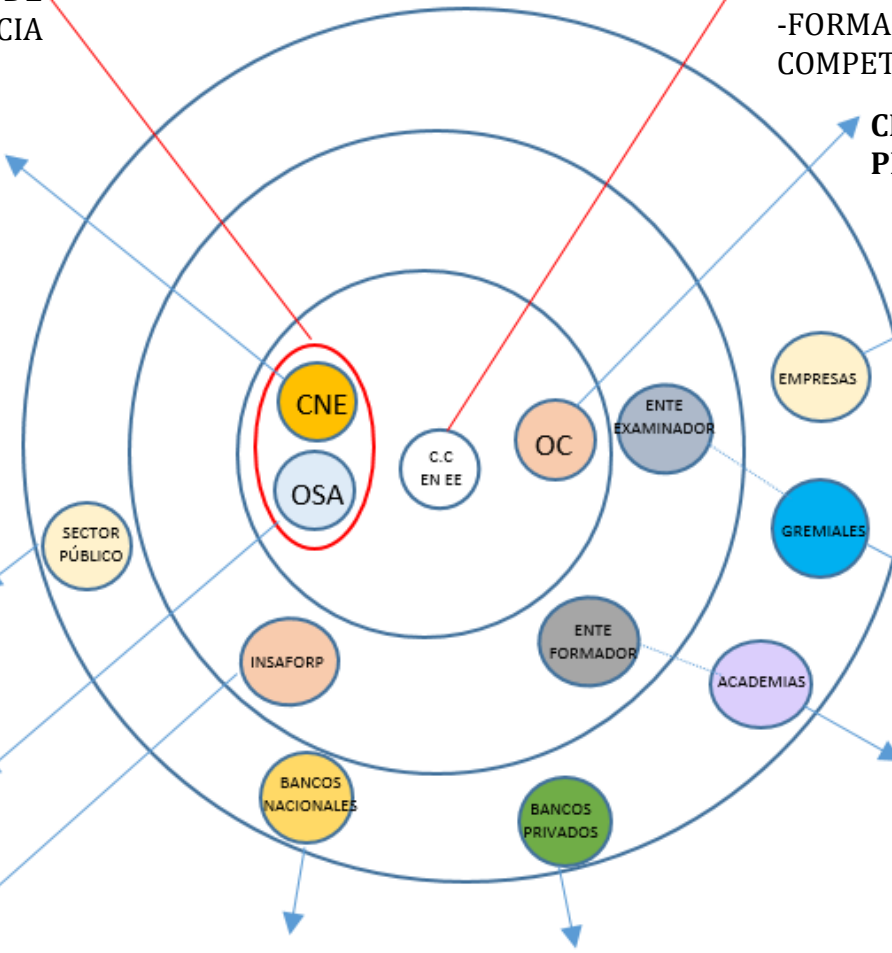 DE
CIA
-FORMA
COMPET
CNE
OSA
C.C
EN EE
OC
ENTE
EXAMINADOR
EMPRESAS
GREMIALES
SECTOR
PÚBLICO
INSAFORP
ENTE
FORMADOR
ACADEMIAS
BANCOS
NACIONALES
BANCOS
PRIVADOS